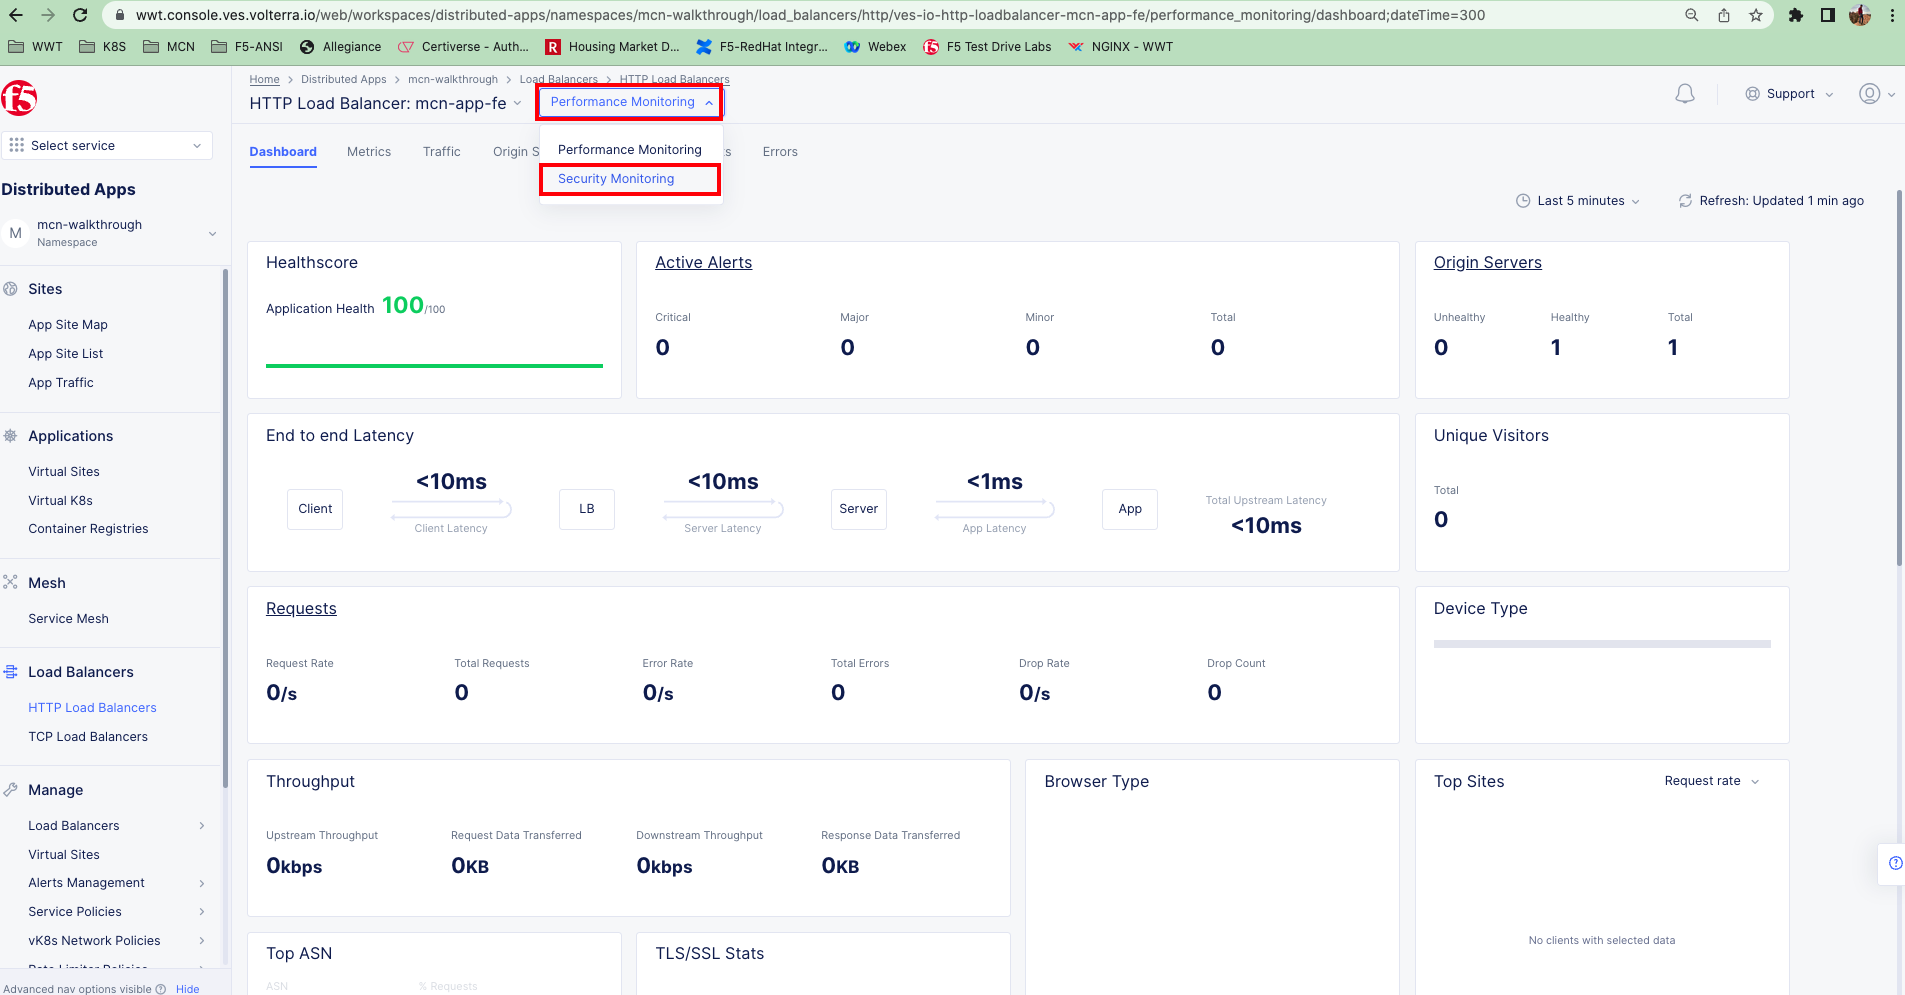 wwt.console.ves.volterra.io/web/workspaces/distributed-apps/namespaces/mcn-walkthrough/load_balancers/http/ves-io-http-loadbalancer-mcn-app-fe/performance_monitoring/dashboard;dateTime=300
WWT K8S MCN F5-ANSI Allegiance Certiverse - Auth... Housing Market D... F5-RedHat Integr... Webex F5 Test Drive Labs NGINX - WWT
f5
Select service
Distributed Apps
M
mcn-walkthrough
Namespace
Sites
App Site Map
App Site List
App Traffic
Applications
Virtual Sites
Virtual K8s
Container Registries
Mesh
Service Mesh
Load Balancers
HTTP Load Balancers
TCP Load Balancers
Manage
Load Balancers
Virtual Sites
Alerts Management
Service Policies
vK8s Network Policies
Rate Limiter Policies
Advanced nav options visible Hide
Home > Distributed Apps > mcn-walkthrough > Load Balancers > HTTP Load Balancers
HTTP Load Balancer: mcn-app-fe
Performance Monitoring
Performance Monitoring
Security Monitoring
Support
Dashboard Metrics Traffic Origin S s Errors
Last 5 minutes Refresh: Updated 1 min ago
Healthscore
Application Health 100/100
Active Alerts
Critical Major Minor Total
0 0 0 0
Origin Servers
Unhealthy Healthy Total
0 1 1
End to end Latency
<10ms <10ms <1ms
Client LB Server App
Client Latency Server Latency App Latency
Total Upstream Latency
<10ms
Unique Visitors
Total
0
Requests
Request Rate Total Requests Error Rate Total Errors Drop Rate Drop Count
0/s 0 0/s 0 0/s 0
Device Type
Throughput
Upstream Throughput Request Data Transferred Downstream Throughput Response Data Transferred
0kbps 0KB 0kbps 0KB
Browser Type
Top Sites
Request rate
No clients with selected data
Top ASN
ASN % Requests
TLS/SSL Stats